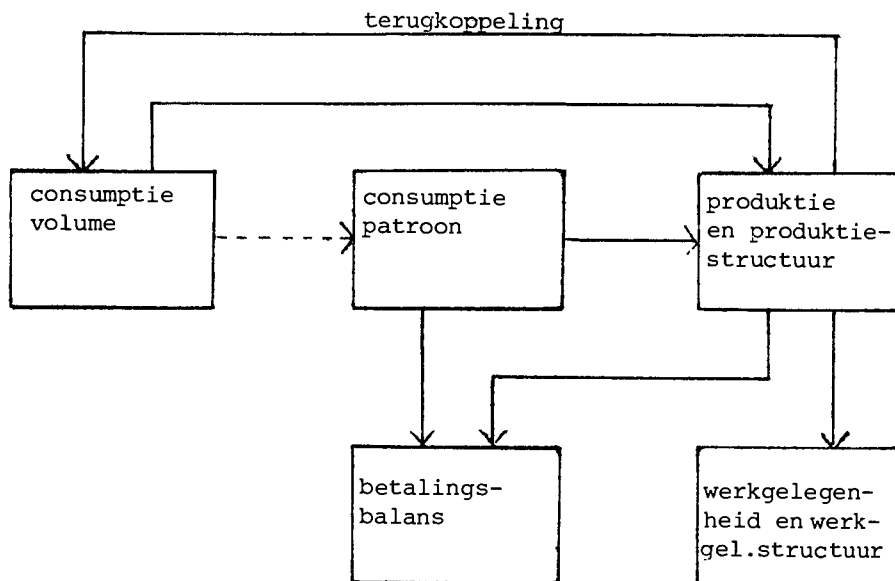 terugkoppeling
consumptie
volume
consumptie
patroon
produktie
en produktie-
structuur
betalings-
balans
werkgelegen-
heid en werk-
gel.structuur